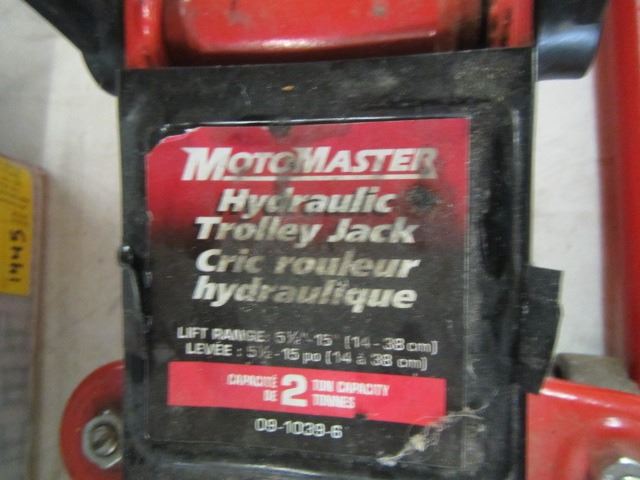 MOTOMASTER
Hydraulic
Trolley Jack
Cric rouleur
hydraulique
LIFT RANGE: 5½"-15" (14-38 cm)
LEVÉE : 5½-15 po (14 à 38 cm)
CAPACITÉ DE 2 TON CAPACITY TONNES
09-1039-6
1445